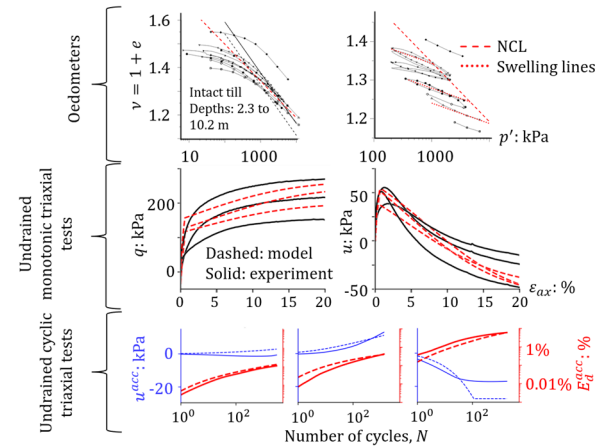 Oedometers
ν = 1 + e
1.6
1.4
1.2
Intact till
Depths: 2.3 to
10.2 m
10
1000
1.4
1.3
1.2
100
1000
NCL
Swelling lines
p′: kPa
Undrained
monotonic triaxial
tests
q: kPa
200
0
Dashed: model
Solid: experiment
0
5
10
15
20
u: kPa
50
0
-50
0
5
10
15
20
εax: %
Undrained cyclic
triaxial tests
u^acc: kPa
0
-20
10^0
10^2
10^0
10^2
10^0
10^2
1%
0.01%
E_d^acc: %
Number of cycles, N